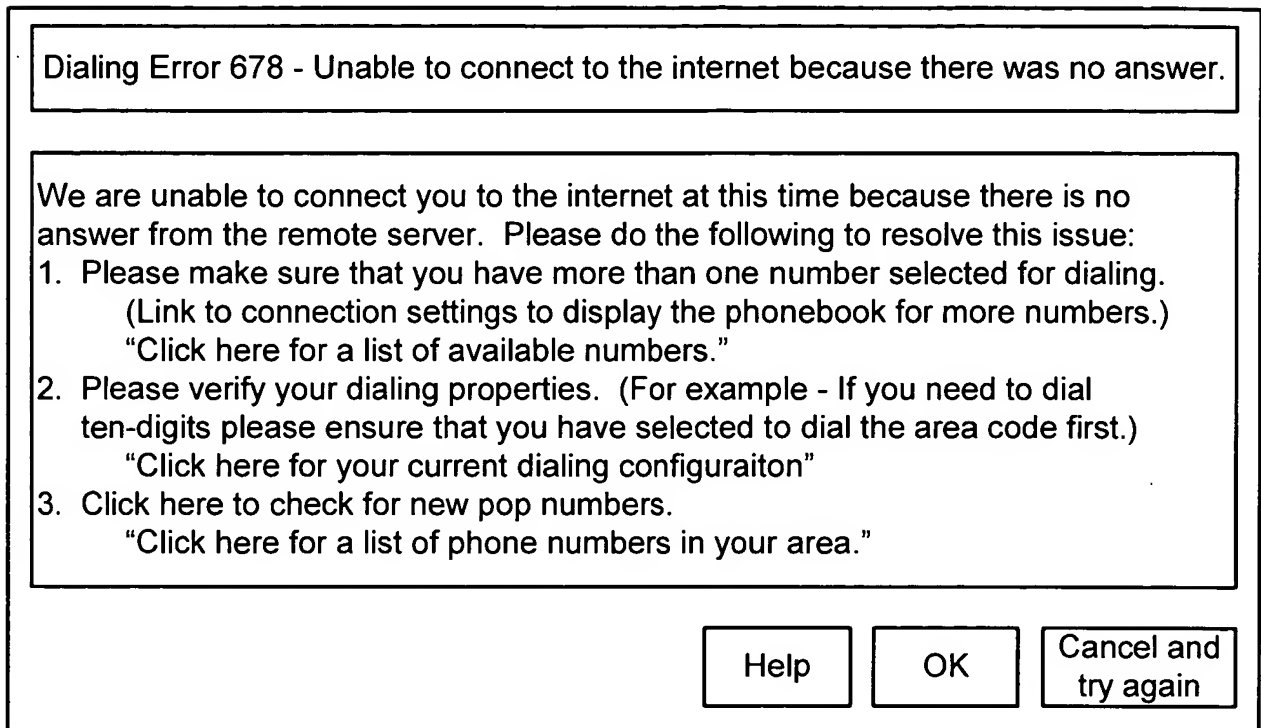 Dialing Error 678 - Unable to connect to the internet because there was no answer.
We are unable to connect you to the internet at this time because there is no
answer from the remote server.  Please do the following to resolve this issue:
1.  Please make sure that you have more than one number selected for dialing.
(Link to connection settings to display the phonebook for more numbers.)
“Click here for a list of available numbers.”
2.  Please verify your dialing properties.  (For example - If you need to dial
ten-digits please ensure that you have selected to dial the area code first.)
“Click here for your current dialing configuraiton”
3.  Click here to check for new pop numbers.
“Click here for a list of phone numbers in your area.”
Help
OK
Cancel and
try again